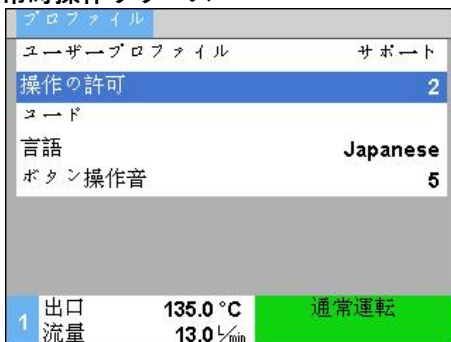 プロファイル
ユーザープロファイル サポート
操作の許可 2
コード
言語 Japanese
ボタン操作音 5
1 出口 135.0 °C 通常運転
流量 13.0 L/min